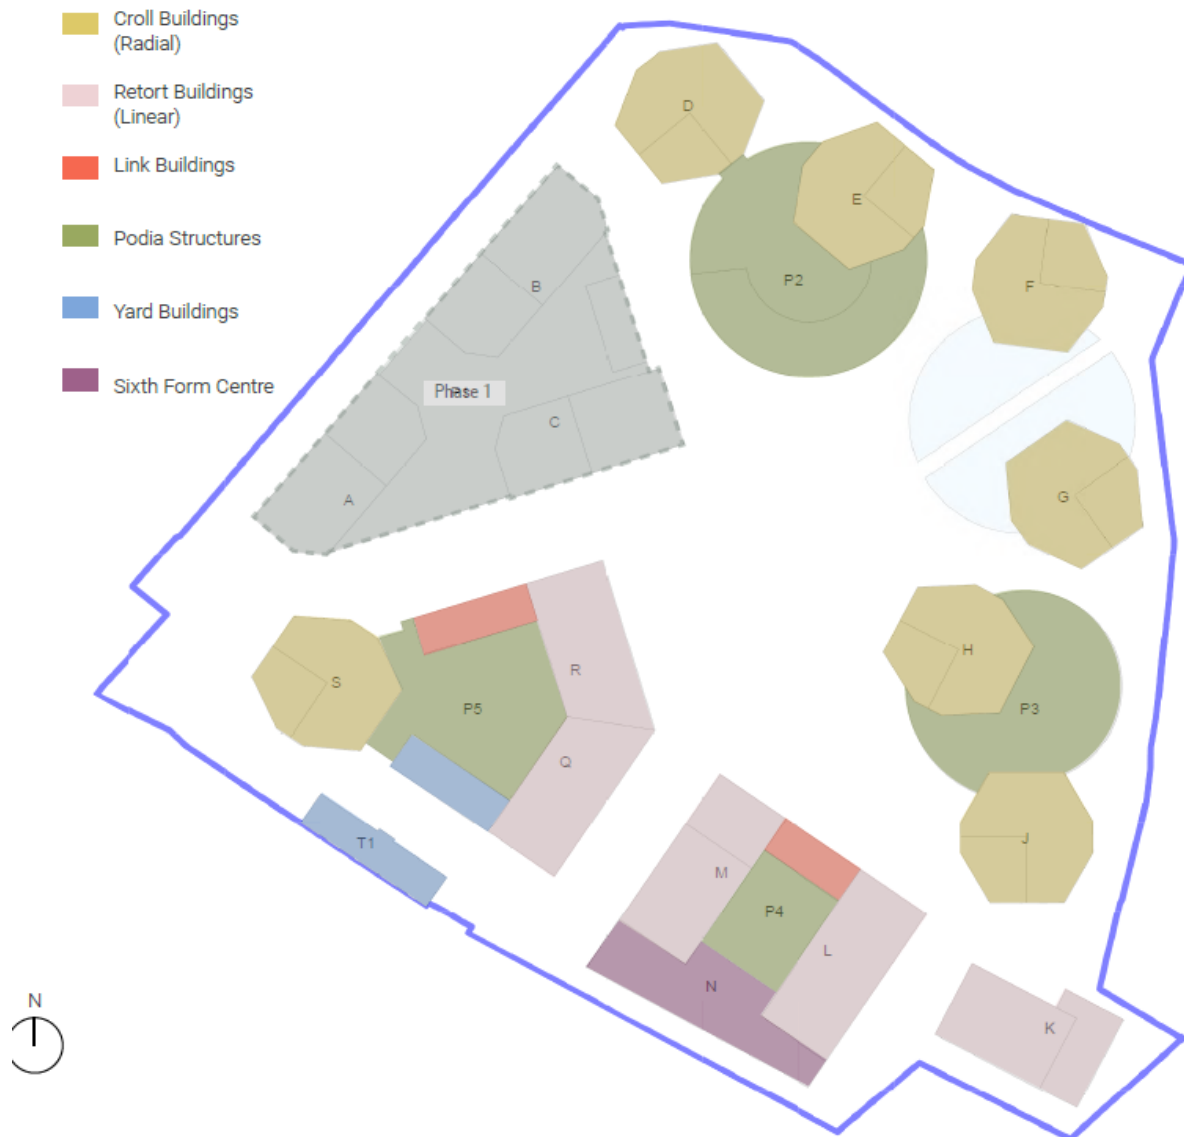 Croll Buildings
(Radial)
Retort Buildings
(Linear)
Link Buildings
Podia Structures
Yard Buildings
Sixth Form Centre
D
E
P2
F
B
Phase 1
C
A
G
H
P3
S
R
P5
Q
T1
J
M
P4
L
N
K
N